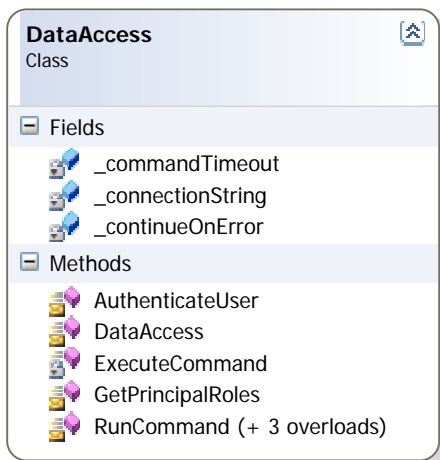 DataAccess
Class
Fields
_commandTimeout
_connectionString
_continueOnError
Methods
AuthenticateUser
DataAccess
ExecuteCommand
GetPrincipalRoles
RunCommand (+ 3 overloads)